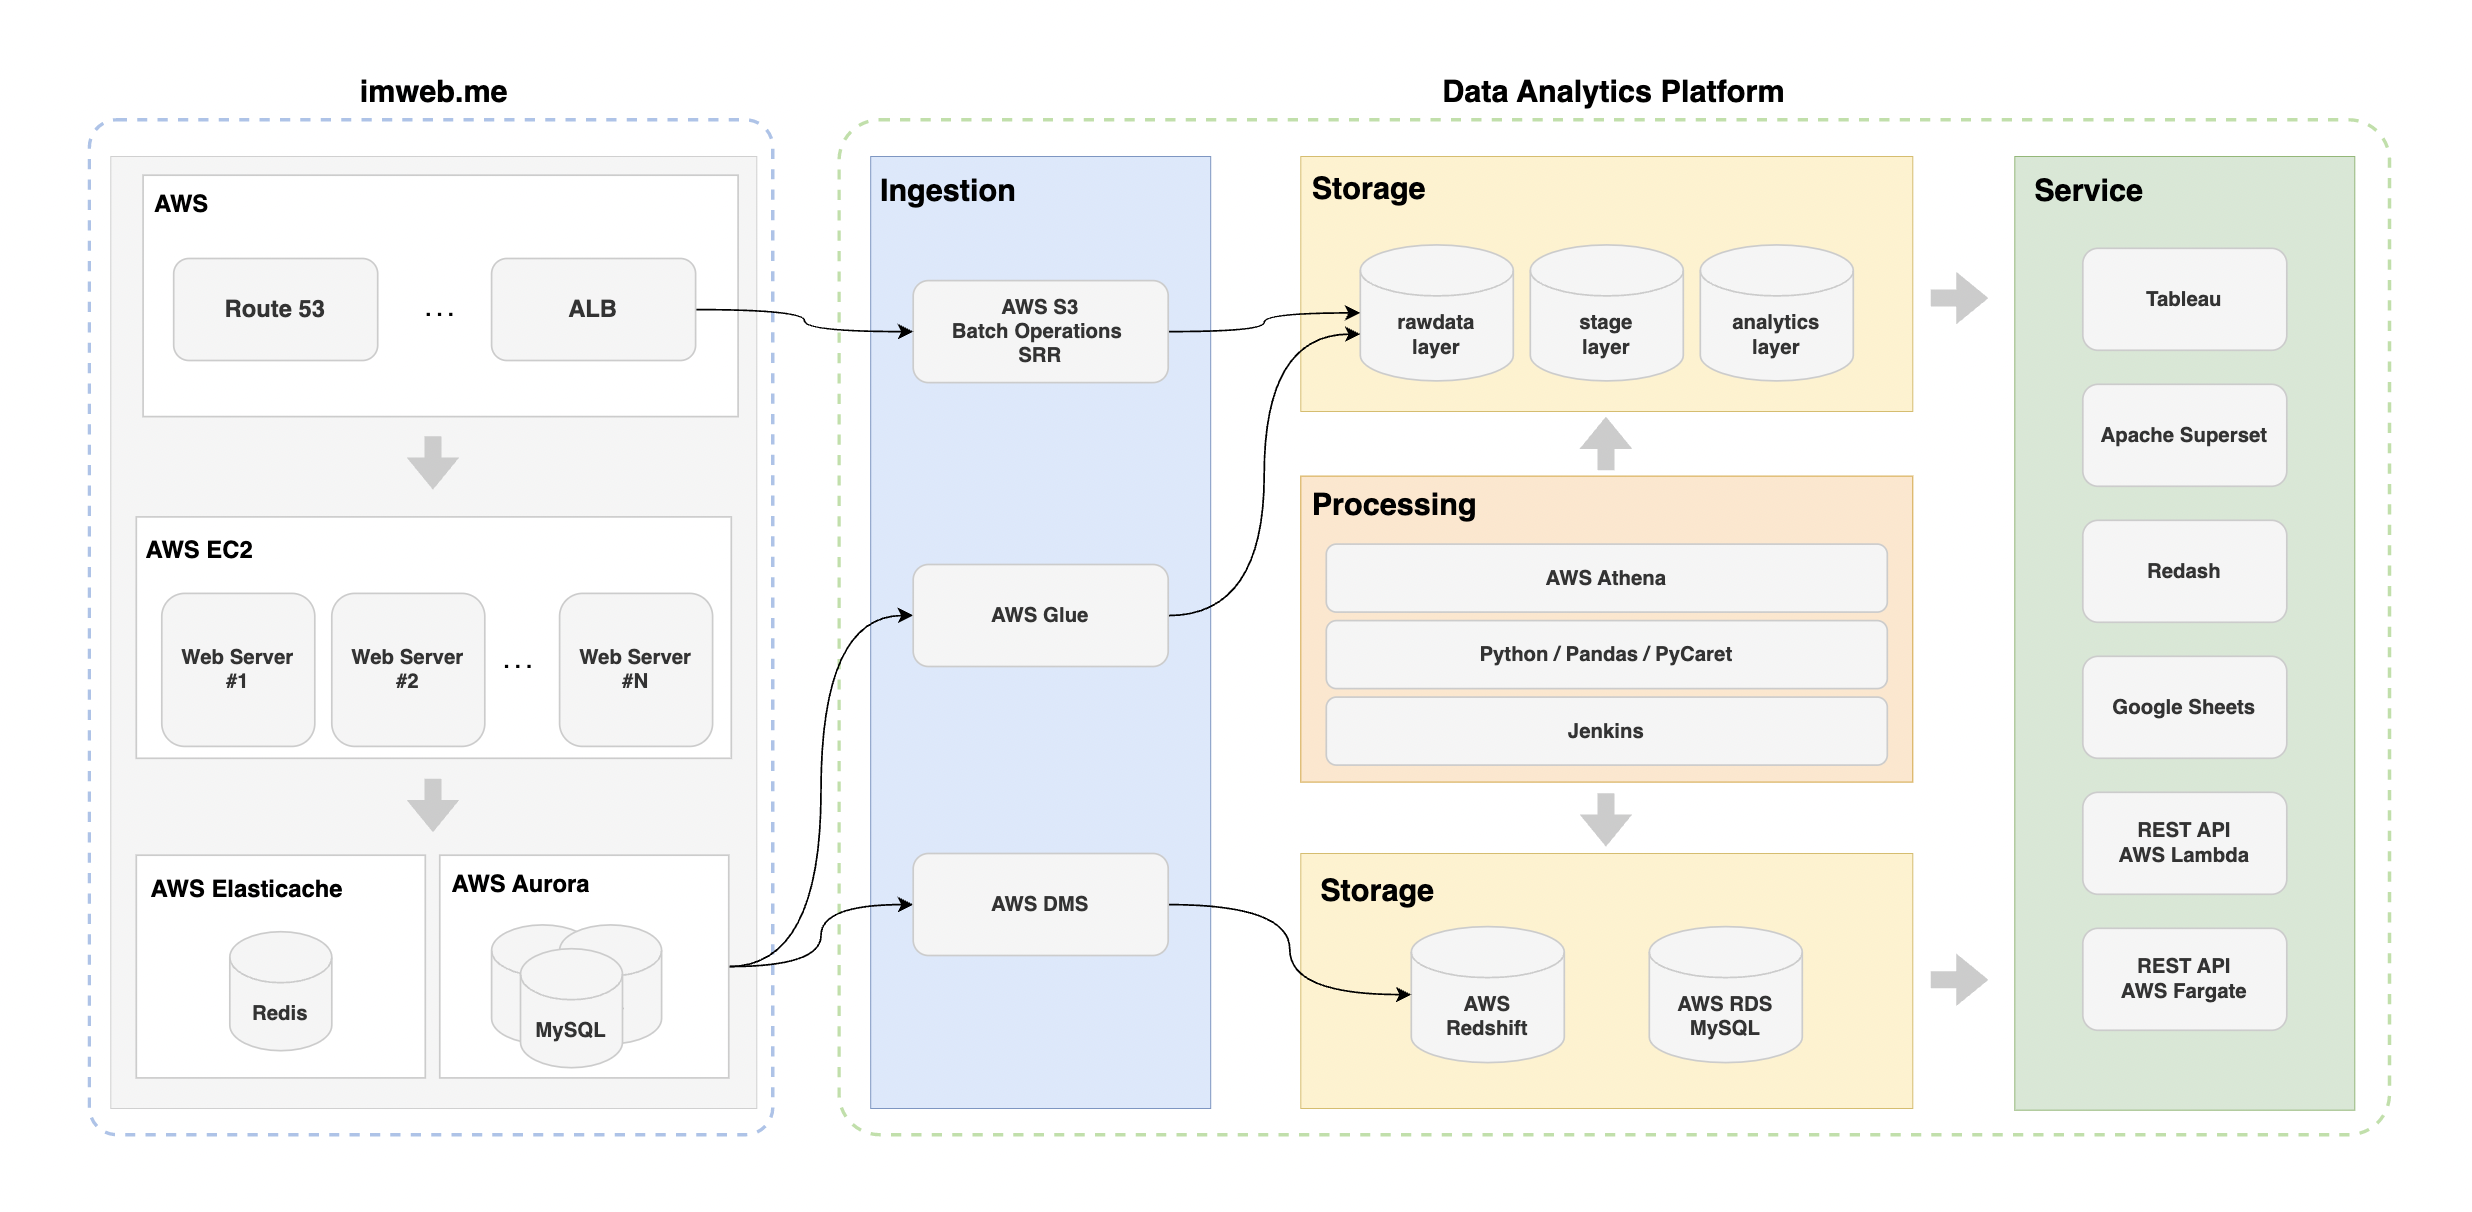 imweb.me
AWS
Route 53
...
ALB
AWS EC2
Web Server
#1
Web Server
#2
...
Web Server
#N
AWS Elasticache
Redis
AWS Aurora
MySQL
Data Analytics Platform
Ingestion
AWS S3
Batch Operations
SRR
AWS Glue
AWS DMS
Storage
rawdata
layer
stage
layer
analytics
layer
Processing
AWS Athena
Python / Pandas / PyCaret
Jenkins
Storage
AWS
Redshift
AWS RDS
MySQL
Service
Tableau
Apache Superset
Redash
Google Sheets
REST API
AWS Lambda
REST API
AWS Fargate